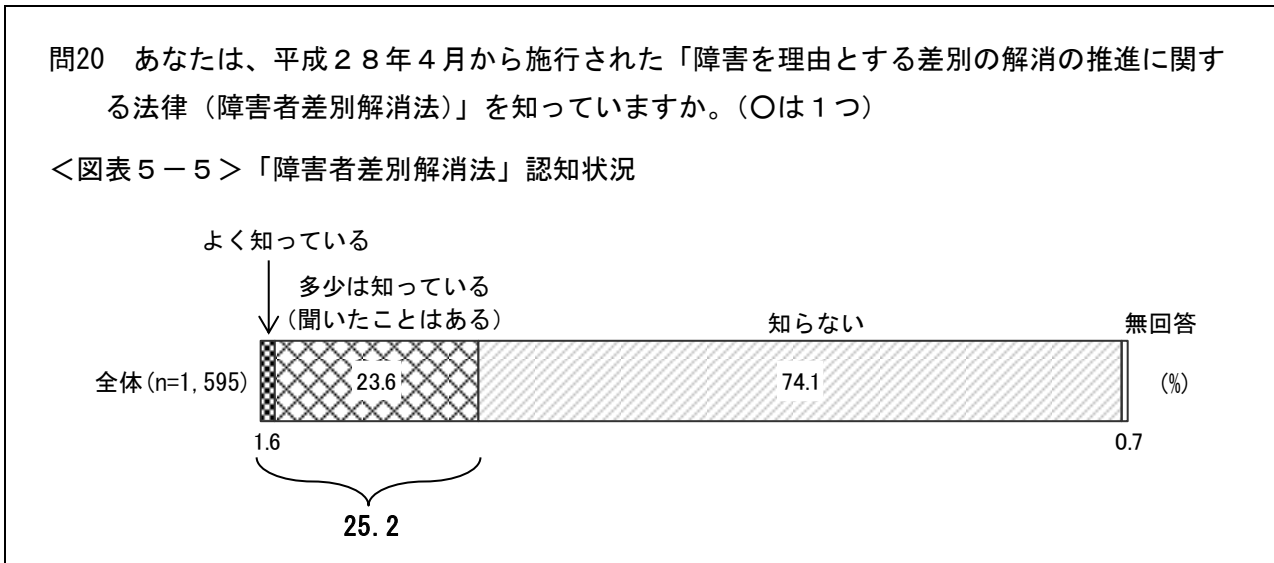 問20　あなたは、平成２８年４月から施行された「障害を理由とする差別の解消の推進に関す
る法律（障害者差別解消法）」を知っていますか。（○は１つ）
＜図表５－５＞「障害者差別解消法」認知状況
よく知っている
多少は知っている
（聞いたことはある）
知らない
無回答
全体(n=1,595)
23.6
74.1
(%)
1.6
0.7
25.2